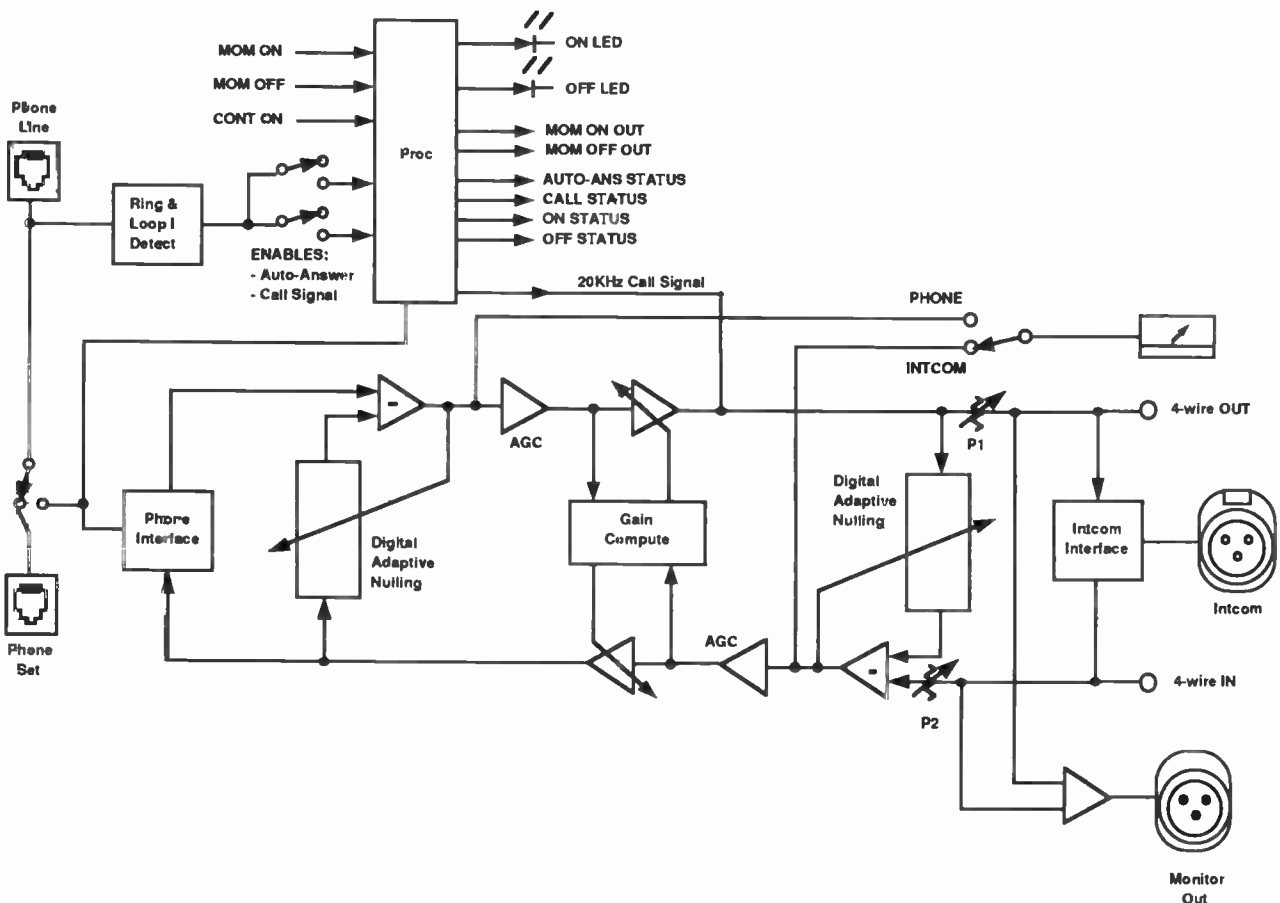 MOM ON
MOM OFF
CONT ON
Phone
Line
Proc
ON LED
OFF LED
MOM ON OUT
MOM OFF OUT
AUTO-ANS STATUS
CALL STATUS
ON STATUS
OFF STATUS
Ring &
Loop I
Detect
ENABLES:
- Auto-Answer
- Call Signal
20KHz Call Signal
PHONE
INTCOM
-
AGC
P1
4-wire OUT
Digital
Adaptive
Nulling
Phone
Interface
Digital
Adaptive
Nulling
Gain
Compute
Intcom
Interface
Intcom
Phone
Set
AGC
-
P2
4-wire IN
Monitor
Out